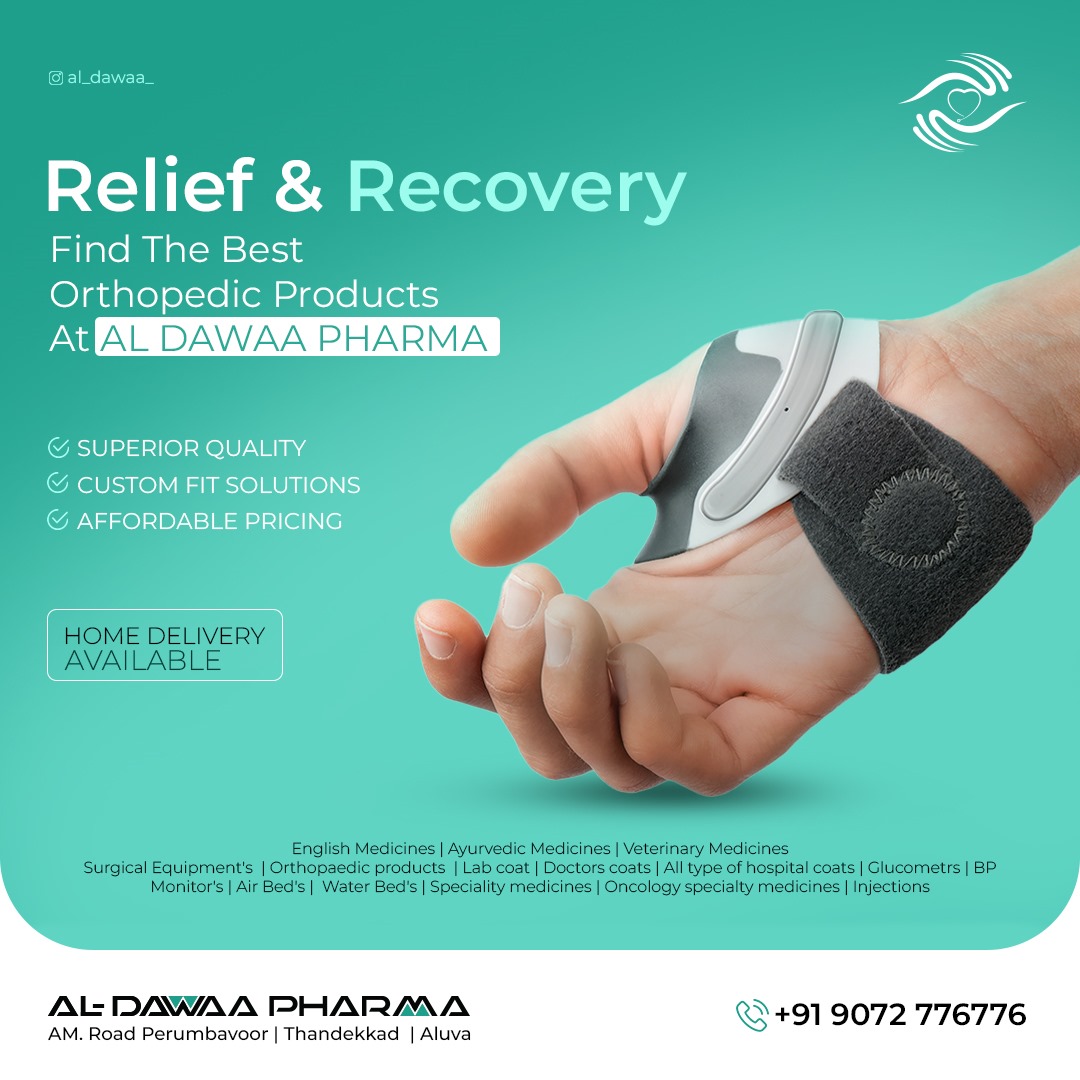 al_dawaa_
Relief & Recovery
Find The Best
Orthopedic Products
At AL DAWAA PHARMA
SUPERIOR QUALITY
CUSTOM FIT SOLUTIONS
AFFORDABLE PRICING
HOME DELIVERY
AVAILABLE
English Medicines | Ayurvedic Medicines | Veterinary Medicines
Surgical Equipment's | Orthopaedic products | Lab coat | Doctors coats | All type of hospital coats | Glucometrs | BP
Monitor's | Air Bed's | Water Bed's | Speciality medicines | Oncology specialty medicines | Injections
AL-DAWAA PHARMA
AM. Road Perumbavoor | Thandekkad | Aluva
+91 9072 776776